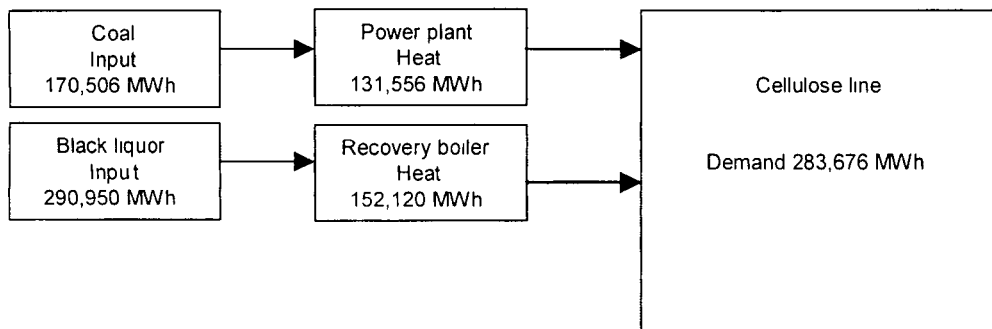 Coal
Input
170,506 MWh
Power plant
Heat
131,556 MWh
Black liquor
Input
290,950 MWh
Recovery boiler
Heat
152,120 MWh
Cellulose line
Demand 283,676 MWh